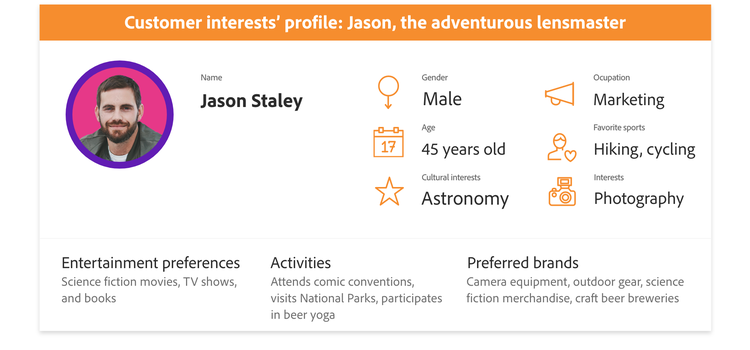 Customer interests' profile: Jason, the adventurous lensmaster
Name
Jason Staley
Gender
Male
Ocupation
Marketing
Age
17
45 years old
Favorite sports
Hiking, cycling
Cultural interests
Astronomy
Interests
Photography
Entertainment preferences
Science fiction movies, TV shows,
and books
Activities
Attends comic conventions,
visits National Parks, participates
in beer yoga
Preferred brands
Camera equipment, outdoor gear, science
fiction merchandise, craft beer breweries